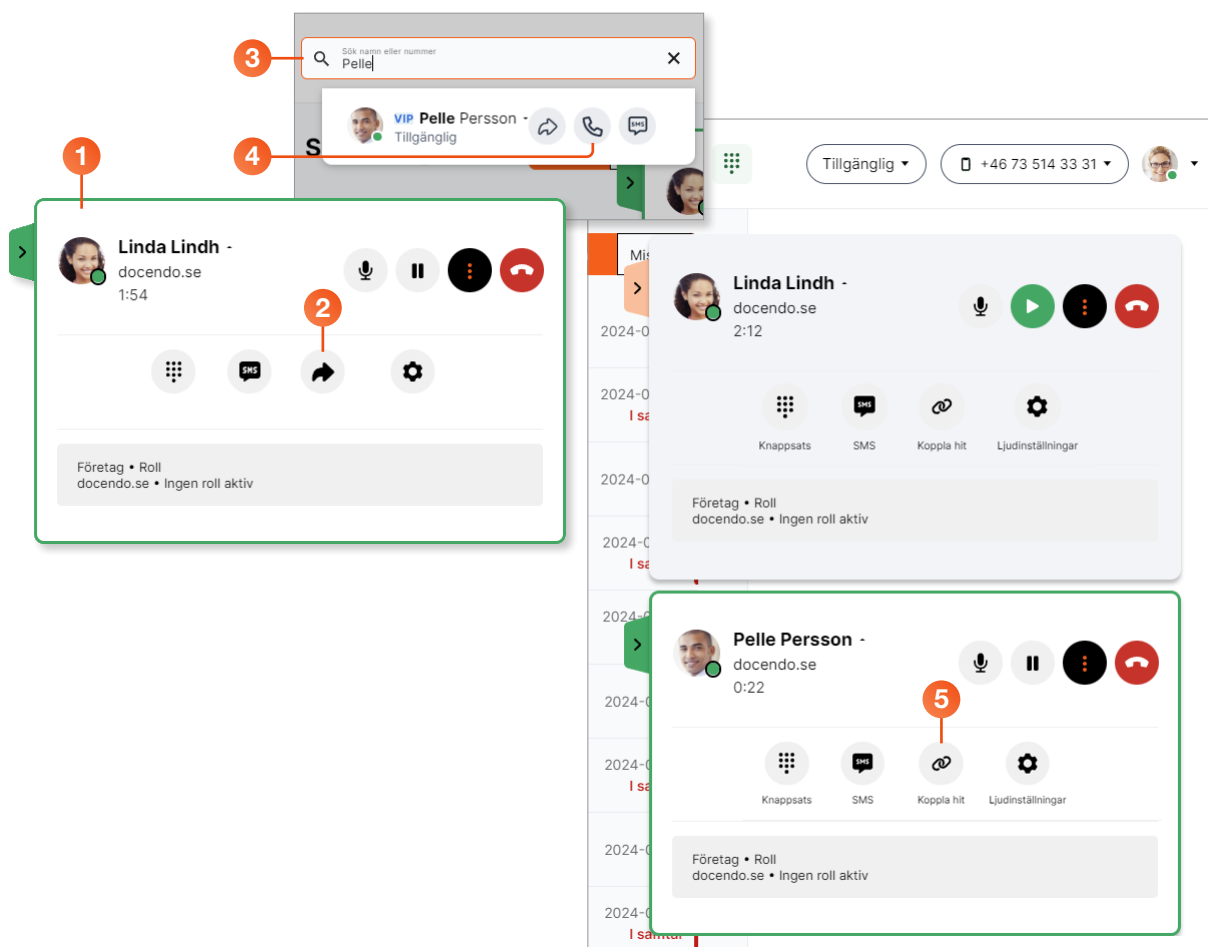 3
Sök namn eller nummer
Pelle
VIP Pelle Persson -
Tillgänglig
SMS
4
S
1
Linda Lindh -
docendo.se
1:54
2
SMS
Företag • Roll
docendo.se • Ingen roll aktiv
Tillgänglig
+46 73 514 33 31
Linda Lindh -
docendo.se
2:12
SMS
Knappsats
SMS
Koppla hit
Ljudinställningar
Företag • Roll
docendo.se • Ingen roll aktiv
2024-0
2024-0
I sa
2024-0
2024-0
I sa
2024-0
2024-0
2024-0
I sa
2024-0
2024-0
I samtal
Pelle Persson -
docendo.se
0:22
5
SMS
Knappsats
SMS
Koppla hit
Ljudinställningar
Företag • Roll
docendo.se • Ingen roll aktiv